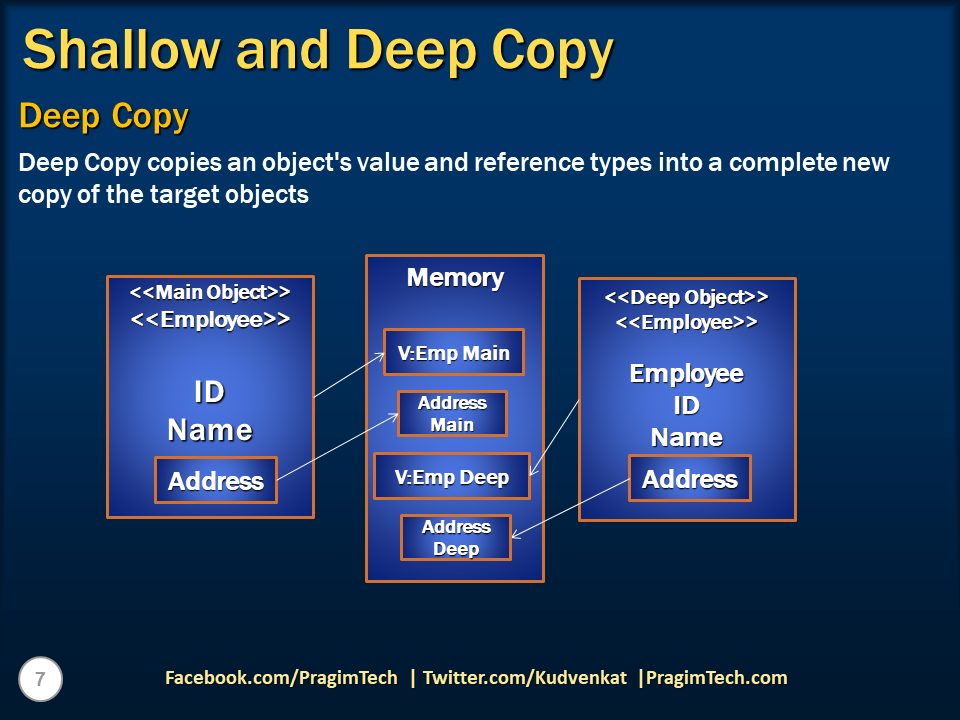 Shallow and Deep Copy
Deep Copy
Deep Copy copies an object's value and reference types into a complete new
copy of the target objects
<<Main Object>>
<<Employee>>
ID
Name
Address
Memory
V:Emp Main
Address
Main
V:Emp Deep
Address
Deep
<<Deep Object>>
<<Employee>>
Employee
ID
Name
Address
7
Facebook.com/PragimTech | Twitter.com/Kudvenkat |PragimTech.com